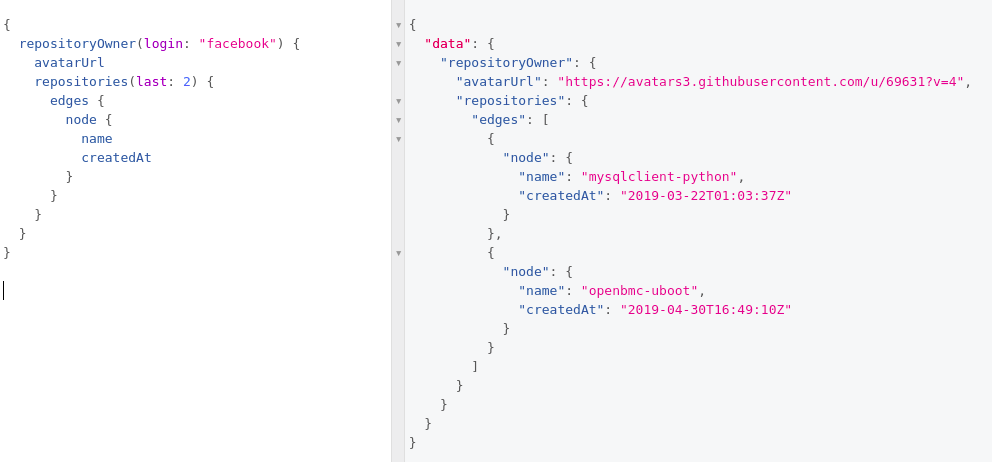 {
  repositoryOwner(login: "facebook") {
    avatarUrl
    repositories(last: 2) {
      edges {
        node {
          name
          createdAt
        }
      }
    }
  }
}
{
  "data": {
    "repositoryOwner": {
      "avatarUrl": "https://avatars3.githubusercontent.com/u/69631?v=4",
      "repositories": {
        "edges": [
          {
            "node": {
              "name": "mysqlclient-python",
              "createdAt": "2019-03-22T01:03:37Z"
            }
          },
          {
            "node": {
              "name": "openbmc-uboot",
              "createdAt": "2019-04-30T16:49:10Z"
            }
          }
        ]
      }
    }
  }
}